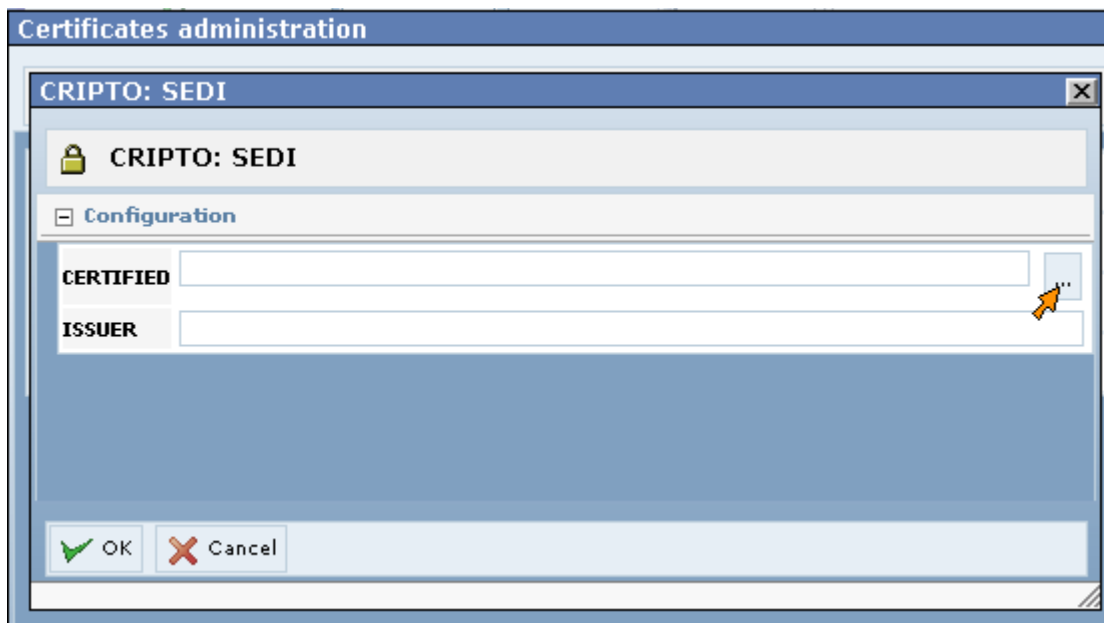 Certificates administration
CRIPTO: SEDI
CRIPTO: SEDI
Configuration
CERTIFIED
...
ISSUER
OK
Cancel